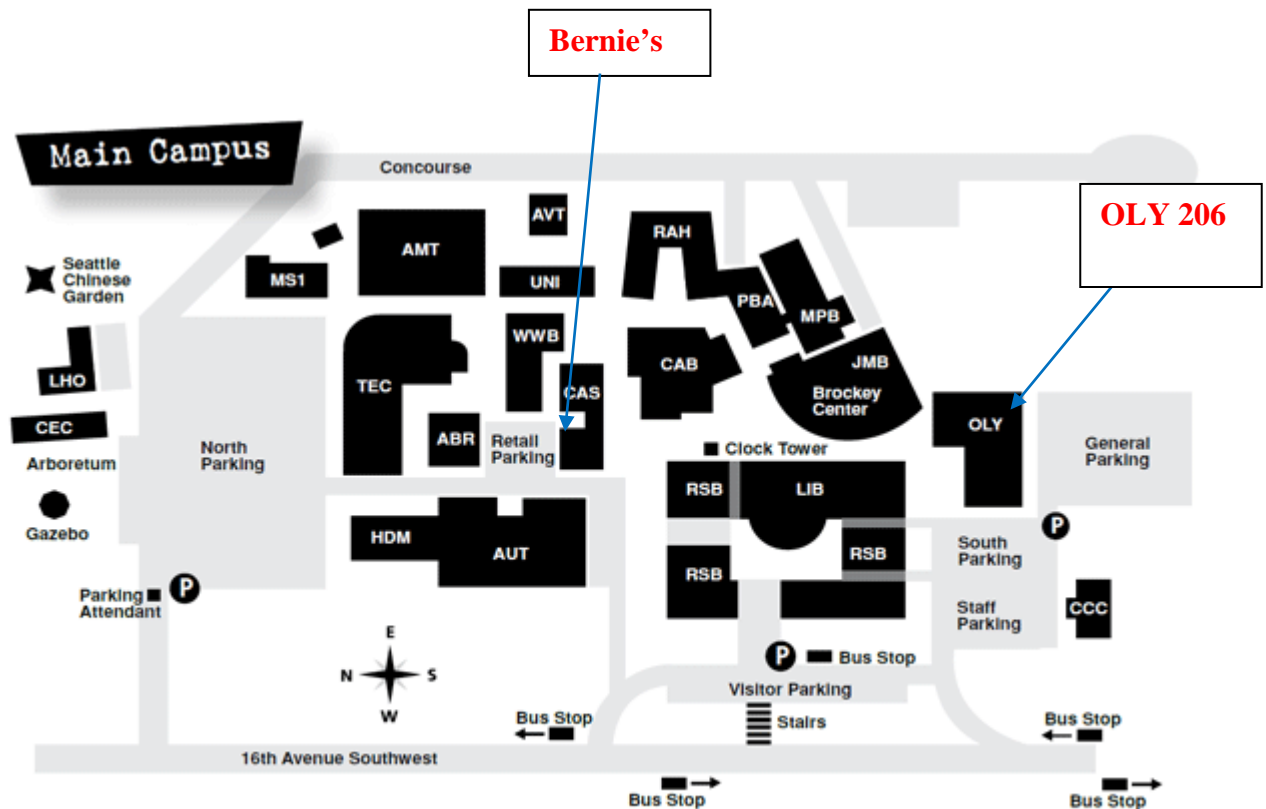 Bernie's
Main Campus
Concourse
OLY 206
AVT
RAH
AMT
Seattle
Chinese
Garden
MS1
UNI
PBA
MPB
WWB
CAB
JMB
LHO
TEC
CAS
Brockey
Center
CEC
ABR
Retail
Parking
OLY
North
Parking
General
Parking
Arboretum
Clock Tower
RSB
LIB
Gazebo
HDM
AUT
RSB
RSB
South
Parking
P
Parking
Attendant
P
Staff
Parking
CCC
E
N
S
W
P
Bus Stop
Visitor Parking
Bus Stop
Stairs
Bus Stop
16th Avenue Southwest
Bus Stop
Bus Stop